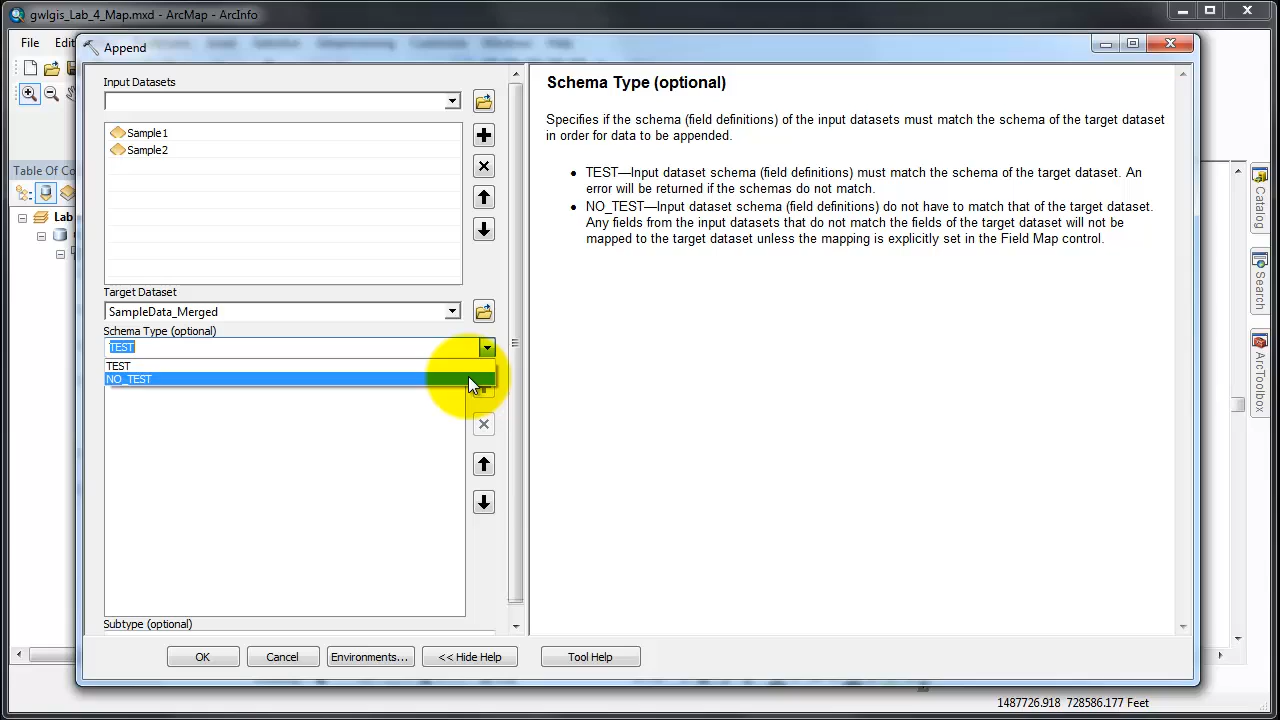 gwlgis_Lab_4_Map.mxd - ArcMap - ArcInfo
File Edit
Append
Input Datasets
Sample1
Sample2
Target Dataset
SampleData_Merged
Schema Type (optional)
TEST
TEST
NO_TEST
Subtype (optional)
OK
Cancel
Environments...
<< Hide Help
Tool Help
Schema Type (optional)
Specifies if the schema (field definitions) of the input datasets must match the schema of the target dataset
in order for data to be appended.
TEST—Input dataset schema (field definitions) must match the schema of the target dataset. An
error will be returned if the schemas do not match.
NO_TEST—Input dataset schema (field definitions) do not have to match that of the target dataset.
Any fields from the input datasets that do not match the fields of the target dataset will not be
mapped to the target dataset unless the mapping is explicitly set in the Field Map control.
Table Of Co
Lab
Catalog
Search
ArcToolbox
1487726.918 728586.177 Feet